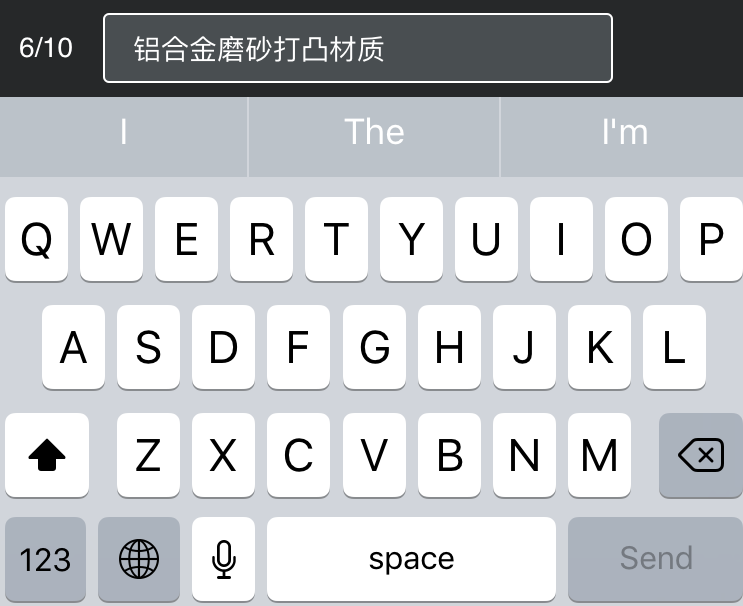 6/10 铝合金磨砂打凸材质
I The I'm
Q W E R T Y U I O P
A S D F G H J K L
Z X C V B N M
123 space Send